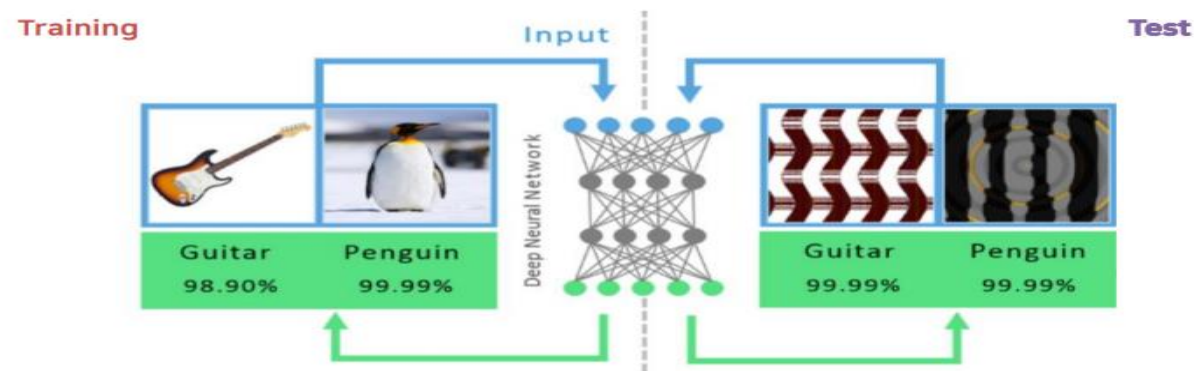 Training
Test
Input
Deep Neural Network
Guitar Penguin
98.90% 99.99%
Guitar Penguin
99.99% 99.99%